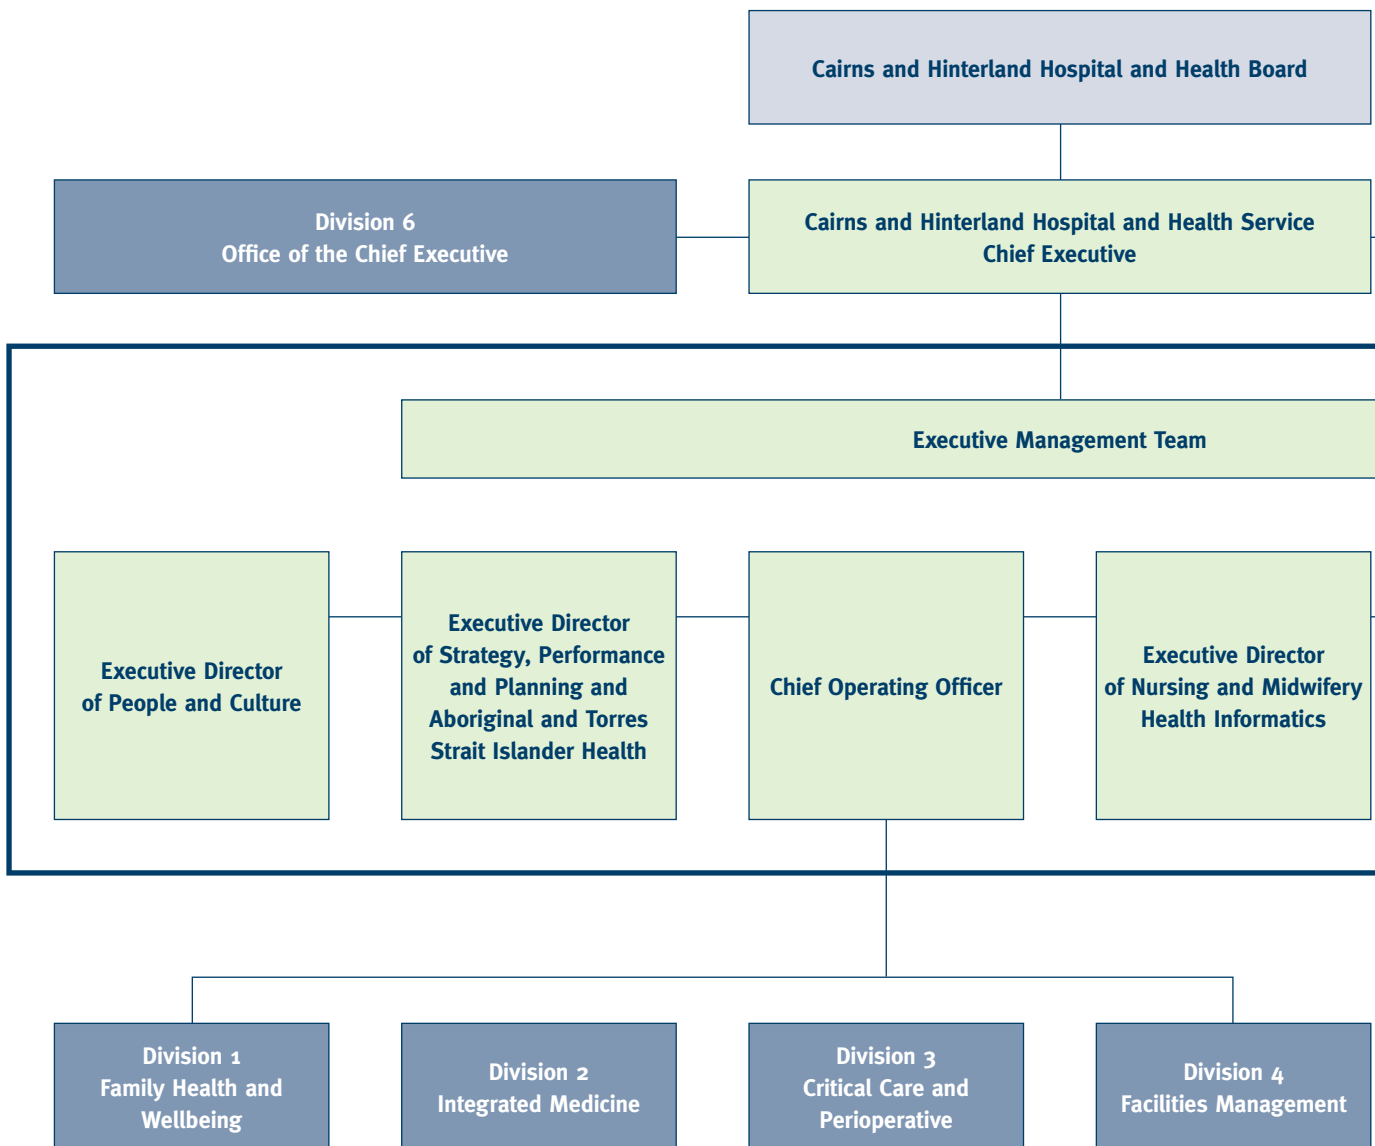 Cairns and Hinterland Hospital and Health Board
Division 6
Office of the Chief Executive
Cairns and Hinterland Hospital and Health Service
Chief Executive
Executive Management Team
Executive Director
of People and Culture
Executive Director
of Strategy, Performance
and Planning and
Aboriginal and Torres
Strait Islander Health
Chief Operating Officer
Executive Director
of Nursing and Midwifery
Health Informatics
Division 1
Family Health and
Wellbeing
Division 2
Integrated Medicine
Division 3
Critical Care and
Perioperative
Division 4
Facilities Management